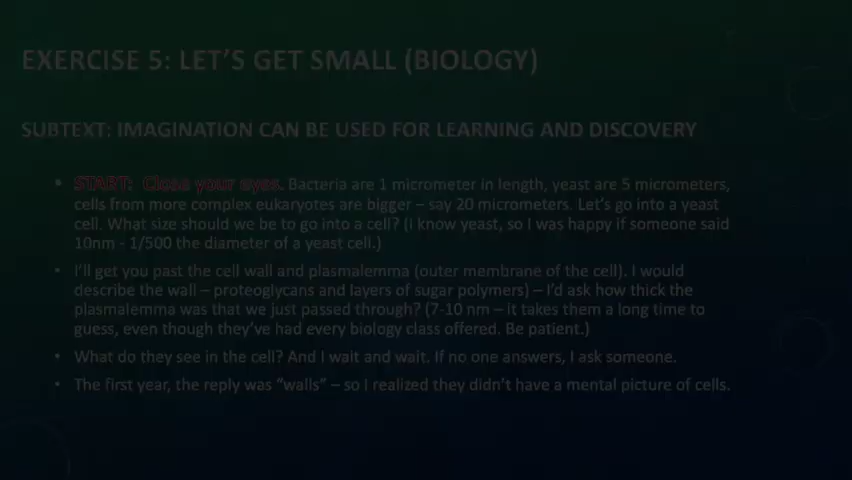 EXERCISE 5: LET'S GET SMALL (BIOLOGY)
SUBTEXT: IMAGINATION CAN BE USED FOR LEARNING AND DISCOVERY
• START: Close your eyes. Bacteria are 1 micrometer in length, yeast are 5 micrometers,
cells from more complex eukaryotes are bigger – say 20 micrometers. Let's go into a yeast
cell. What size should we be to go into a cell? (I know yeast, so I was happy if someone said
10nm - 1/500 the diameter of a yeast cell.)
• I'll get you past the cell wall and plasmalemma (outer membrane of the cell). I would
describe the wall – proteoglycans and layers of sugar polymers) – I'd ask how thick the
plasmalemma was that we just passed through? (7-10 nm – it takes them a long time to
guess, even though they've had every biology class offered. Be patient.)
• What do they see in the cell? And I wait and wait. If no one answers, I ask someone.
• The first year, the reply was "walls" – so I realized they didn't have a mental picture of cells.